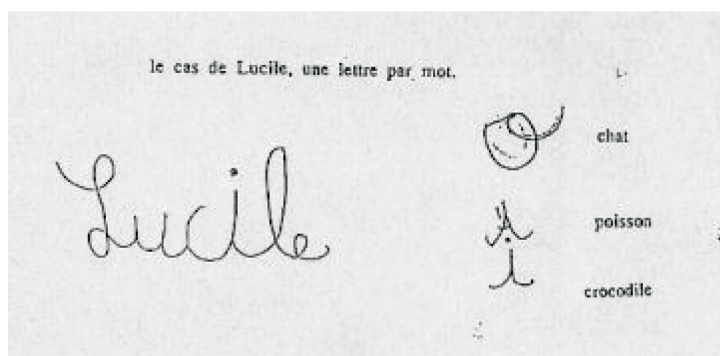 le cas de Lucile, une lettre par mot.
Lucile
chat
poisson
i
crocodile